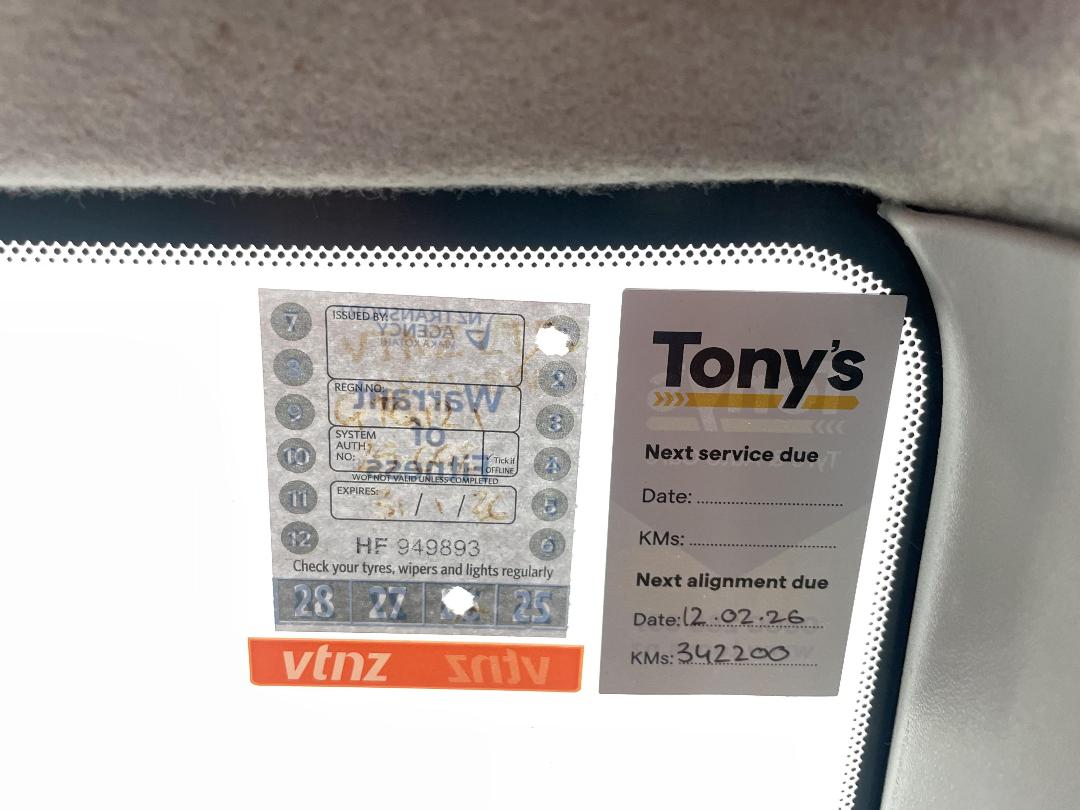 7
8
9
10
11
12
ISSUED BY:
REGN NO:
SYSTEM
AUTH
NO:
Tick if
OFFLINE
WOF NOT VALID UNLESS COMPLETED
EXPIRES:
31 / 1 / 26
2
3
4
5
6
NZ TRANSPORT
AGENCY
WAKA KOTAHI
Warrant
of
Fitness
HF 949893
Check your tyres, wipers and lights regularly
28 27 25
vtnz
Tony's
Next service due
Date:
KMs:
Next alignment due
Date: 12.02.26
KMs: 342200